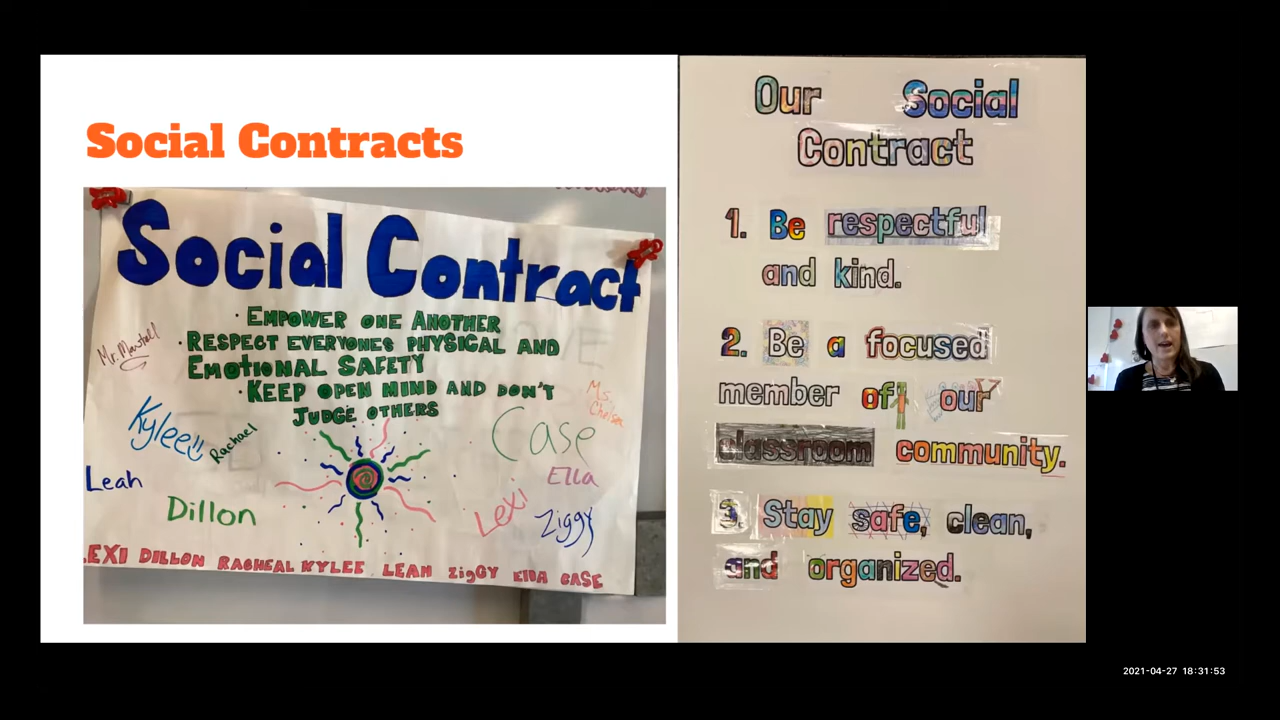 Social Contracts
Social Contract
· EMPOWER ONE ANOTHER
· RESPECT EVERYONES PHYSICAL AND
EMOTIONAL SAFETY
· KEEP OPEN MIND AND DON'T
JUDGE OTHERS
Mr. Marshall
Ms. Chelsea
Kylee
Rachael
Case
Leah
Ella
Dillon
Lexi
Ziggy
LEXI DILLON RACHEAL KYLEE LEAH ZiGGY ELLA CASE
Our Social
Contract
1. Be respectful
and kind.
2. Be a focused
member of our
classroom community.
3. Stay safe, clean,
and organized.
2021-04-27 18:31:53